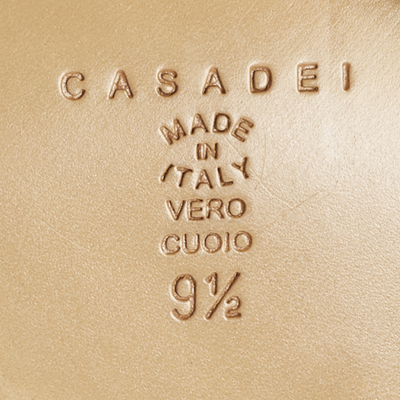 CASADEI
MADE
IN
ITALY
VERO
CUOIO
9½